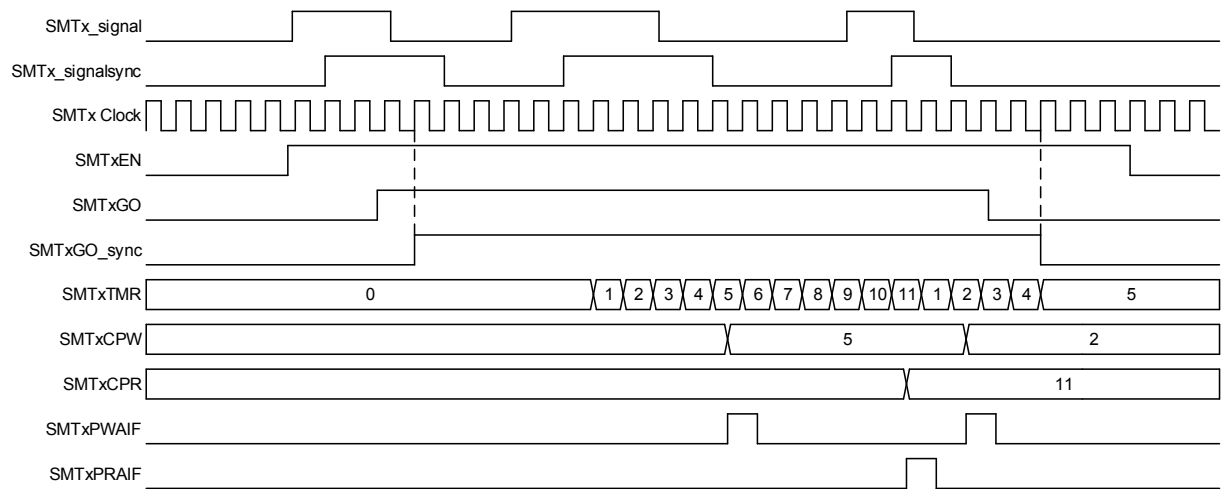 SMTx_signal
SMTx_signalsync
SMTx Clock
SMTxEN
SMTxGO
SMTxGO_sync
SMTxTMR 0 1 2 3 4 5 6 7 8 9 10 11 1 2 3 4 5
SMTxCPW 5 2
SMTxCPR 11
SMTxPWAIF
SMTxPRAIF